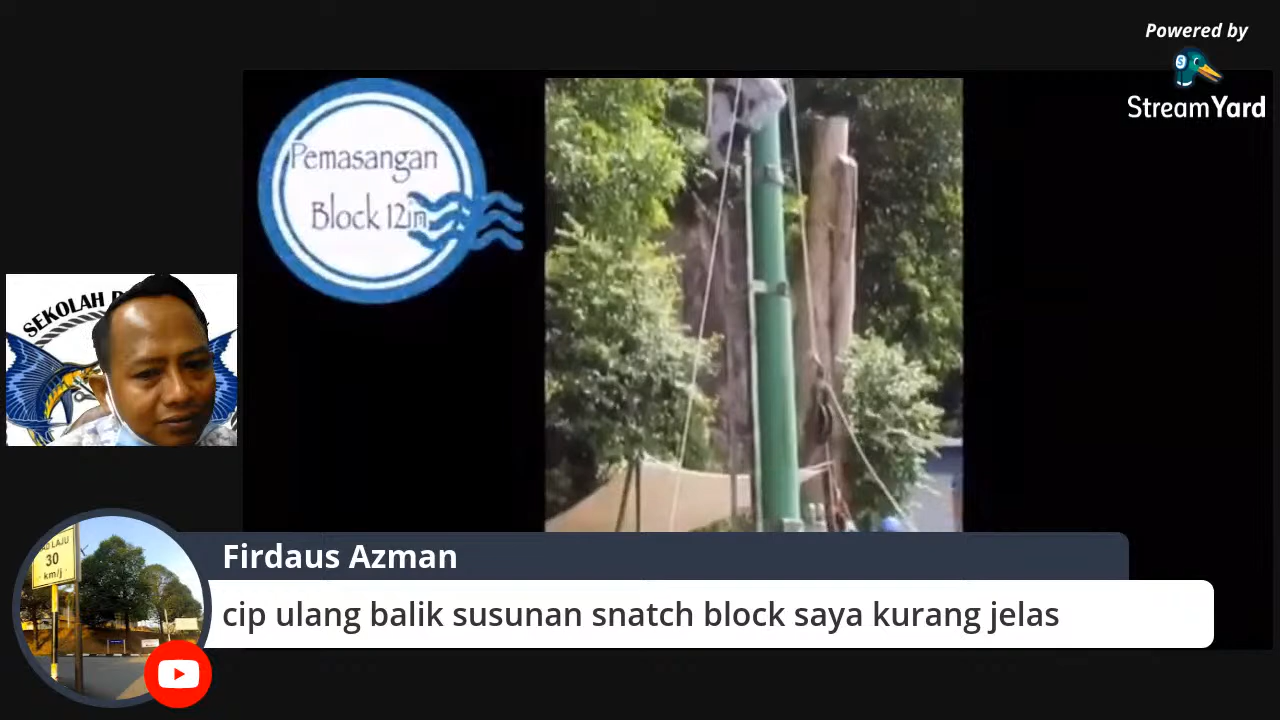 Powered by
StreamYard
Pemasangan
Block 12in
SEKOLAH
LAJU
30
km/j
Firdaus Azman
cip ulang balik susunan snatch block saya kurang jelas